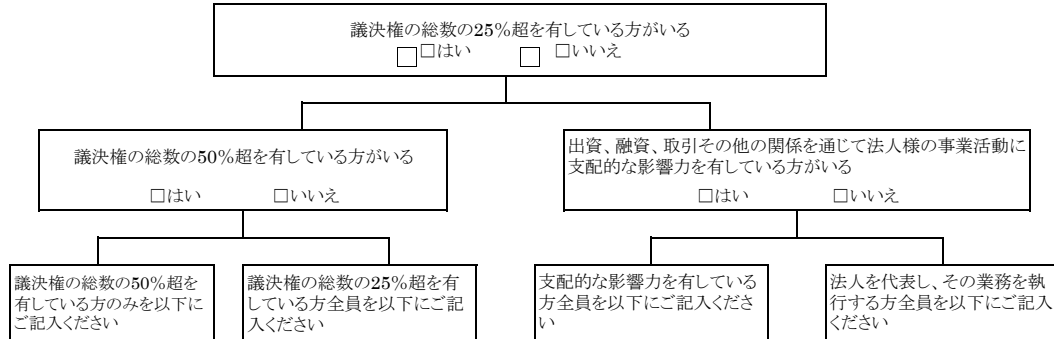 議決権の総数の25%超を有している方がいる
□はい □いいえ
議決権の総数の50%超を有している方がいる
□はい □いいえ
出資、融資、取引その他の関係を通じて法人様の事業活動に
支配的な影響力を有している方がいる
□はい □いいえ
議決権の総数の50%超を
有している方のみを以下に
ご記入ください
議決権の総数の25%超を有
している方全員を以下にご記
入ください
支配的な影響力を有している
方全員を以下にご記入くださ
い
法人を代表し、その業務を執
行する方全員を以下にご記入
ください